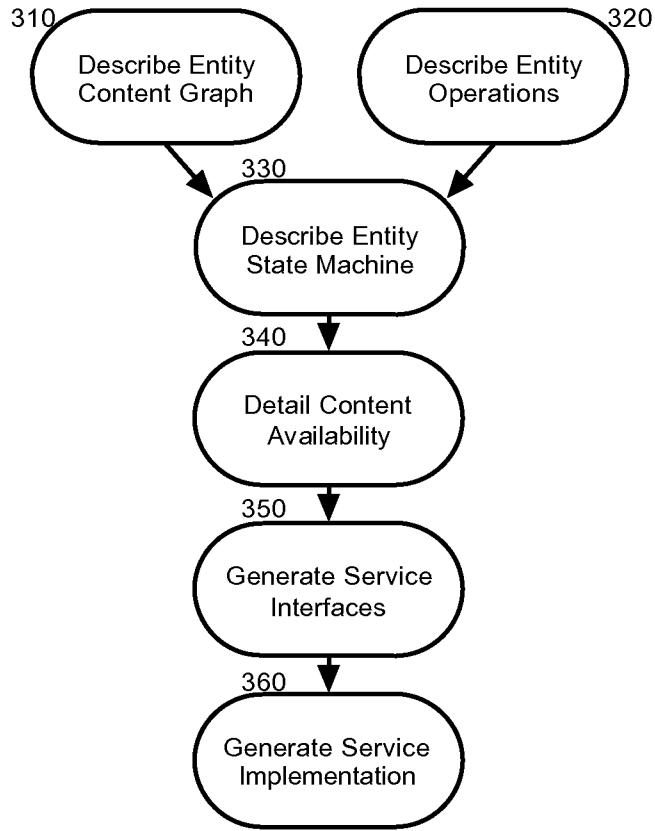 310
320
Describe Entity
Content Graph
Describe Entity
Operations
330
Describe Entity
State Machine
340
Detail Content
Availability
350
Generate Service
Interfaces
360
Generate Service
Implementation